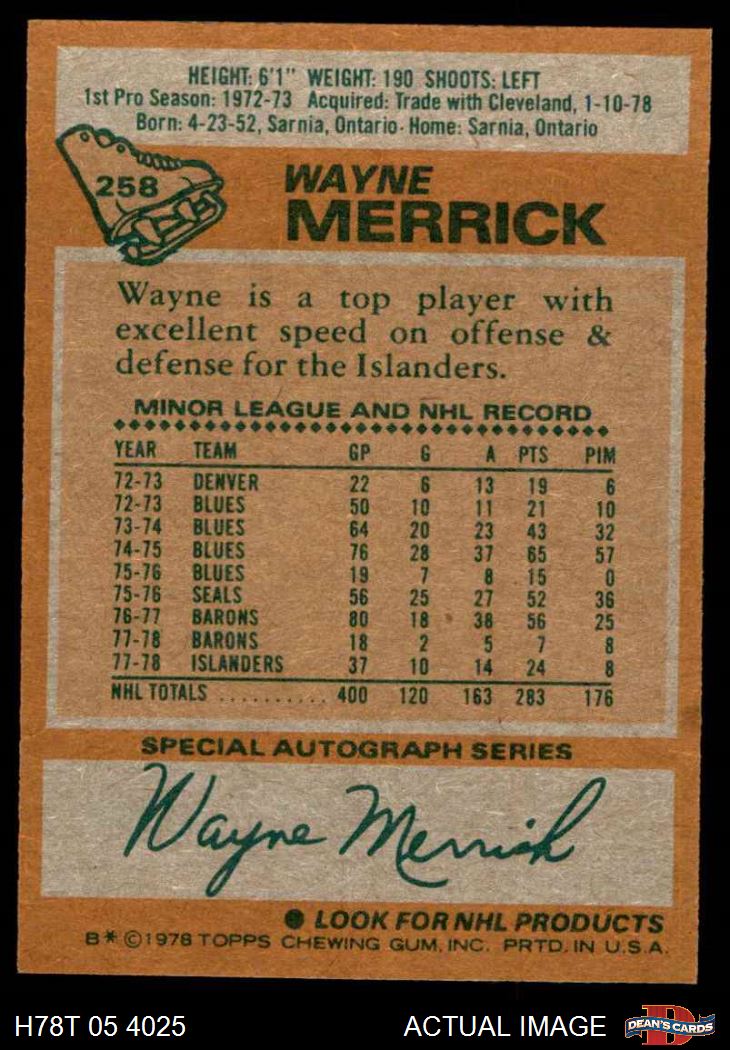 HEIGHT: 6'1" WEIGHT: 190 SHOOTS: LEFT
1st Pro Season: 1972-73 Acquired: Trade with Cleveland, 1-10-78
Born: 4-23-52, Sarnia, Ontario · Home: Sarnia, Ontario
258
WAYNE
MERRICK
Wayne is a top player with
excellent speed on offense &
defense for the Islanders.
MINOR LEAGUE AND NHL RECORD
YEAR TEAM GP G A PTS PIM
72-73 DENVER 22 6 13 19 6
72-73 BLUES 50 10 11 21 10
73-74 BLUES 64 20 23 43 32
74-75 BLUES 76 28 37 65 57
75-76 BLUES 19 7 8 15 0
75-76 SEALS 56 25 27 52 36
76-77 BARONS 80 18 38 56 25
77-78 BARONS 18 2 5 7 8
77-78 ISLANDERS 37 10 14 24 8
NHL TOTALS .......... 400 120 163 283 176
SPECIAL AUTOGRAPH SERIES
Wayne Merrick
● LOOK FOR NHL PRODUCTS
B* ©1978 TOPPS CHEWING GUM, INC. PRTD. IN U.S.A.
H78T 05 4025 ACTUAL IMAGE
D
DEAN'S CARDS